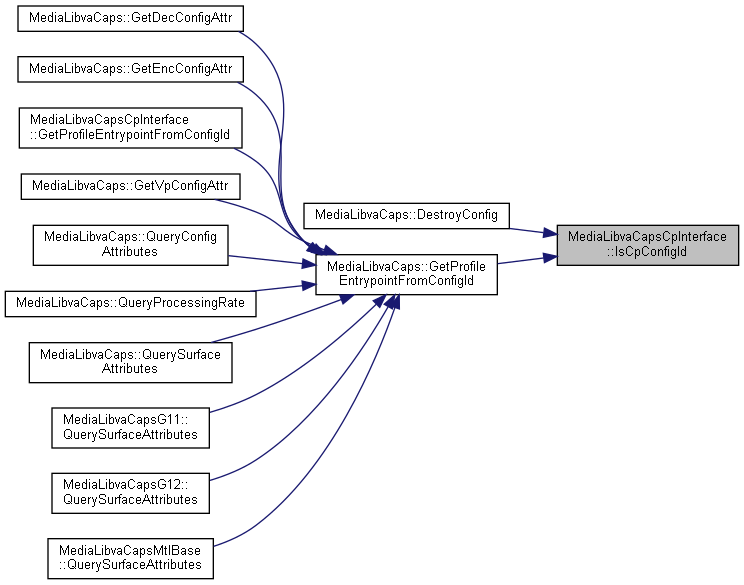 MediaLibvaCaps::GetDecConfigAttr
MediaLibvaCaps::GetEncConfigAttr
MediaLibvaCapsCpInterface
::GetProfileEntrypointFromConfigId
MediaLibvaCaps::GetVpConfigAttr
MediaLibvaCaps::QueryConfig
Attributes
MediaLibvaCaps::QueryProcessingRate
MediaLibvaCaps::QuerySurface
Attributes
MediaLibvaCapsG11::
QuerySurfaceAttributes
MediaLibvaCapsG12::
QuerySurfaceAttributes
MediaLibvaCapsMtlBase
::QuerySurfaceAttributes
MediaLibvaCaps::DestroyConfig
MediaLibvaCaps::GetProfile
EntrypointFromConfigId
MediaLibvaCapsCpInterface
::IsCpConfigId